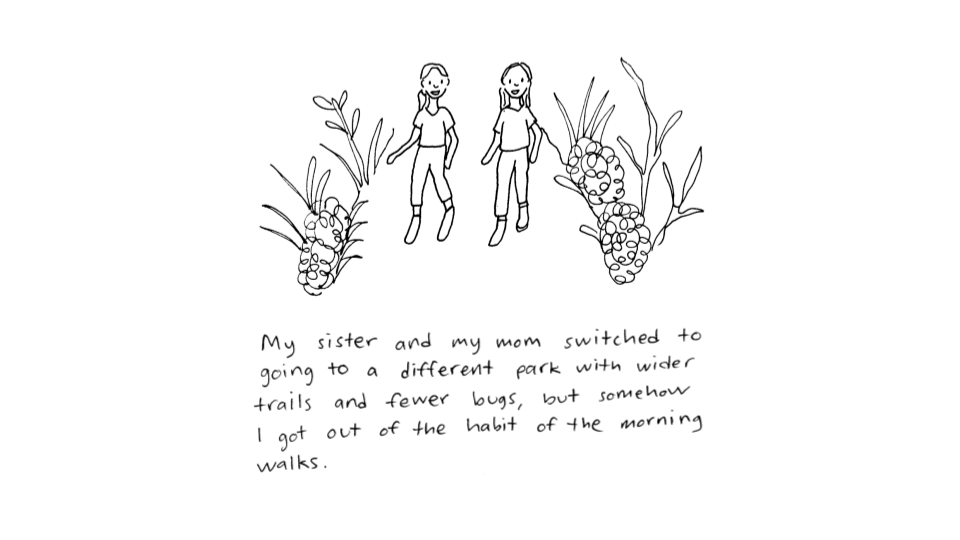 My sister and my mom switched to
going to a different park with wider
trails and fewer bugs, but somehow
I got out of the habit of the morning
walks.